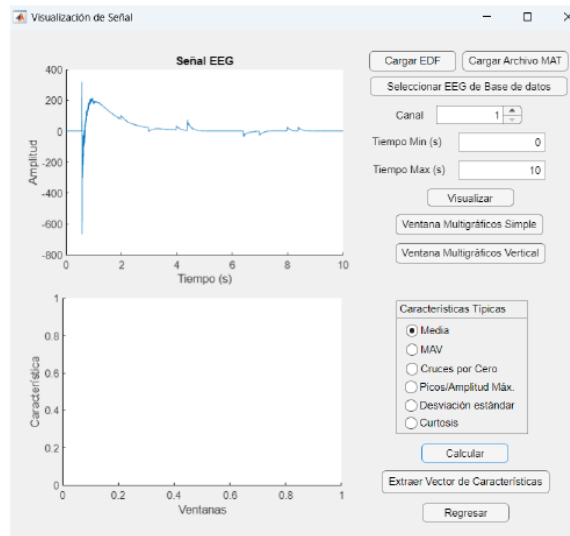 Visualización de Señal
Señal EEG
400
200
0
-200
-400
-600
-800
0 2 4 6 8 10
Amplitud
Tiempo (s)
Cargar EDF Cargar Archivo MAT
Seleccionar EEG de Base de datos
Canal 1
Tiempo Min (s) 0
Tiempo Max (s) 10
Visualizar
Ventana Multigráficos Simple
Ventana Multigráficos Vertical
1
0.8
0.6
0.4
0.2
0
0 0.2 0.4 0.6 0.8 1
Característica
Ventanas
Características Típicas
Media
MAV
Cruces por Cero
Picos/Amplitud Máx.
Desviación estándar
Curtosis
Calcular
Extraer Vector de Características
Regresar